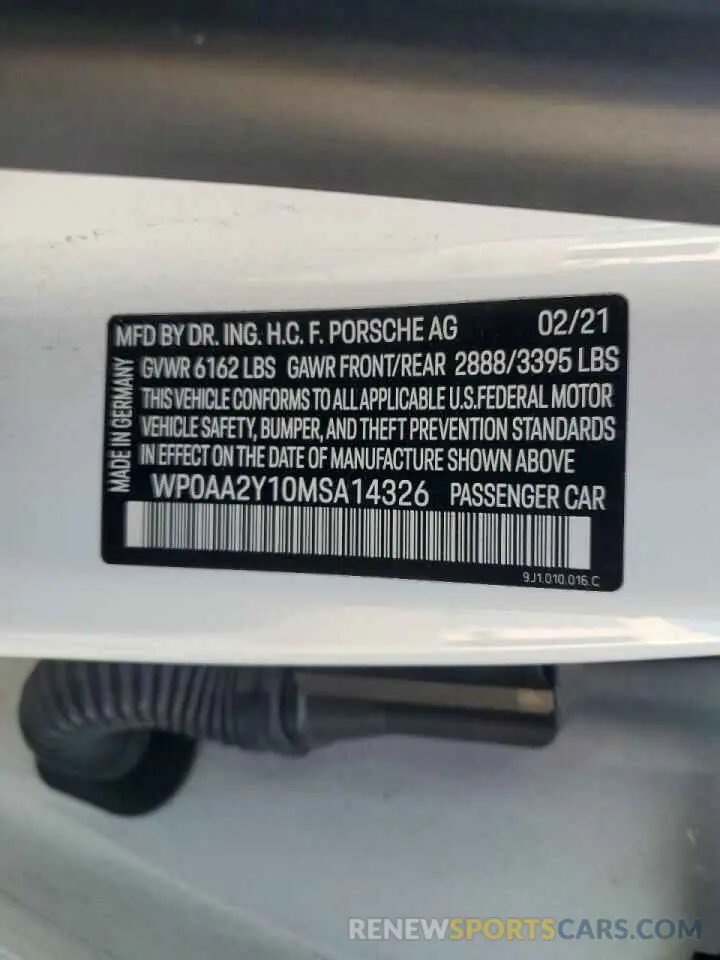 MFD BY DR. ING. H.C. F. PORSCHE AG 02/21
GVWR 6162 LBS GAWR FRONT/REAR 2888/3395 LBS
THIS VEHICLE CONFORMS TO ALL APPLICABLE U.S.FEDERAL MOTOR
VEHICLE SAFETY, BUMPER, AND THEFT PREVENTION STANDARDS
IN EFFECT ON THE DATE OF MANUFACTURE SHOWN ABOVE
MADE IN GERMANY
WP0AA2Y10MSA14326 PASSENGER CAR
9J1.010.016.C
RENEWSPORTSCARS.COM